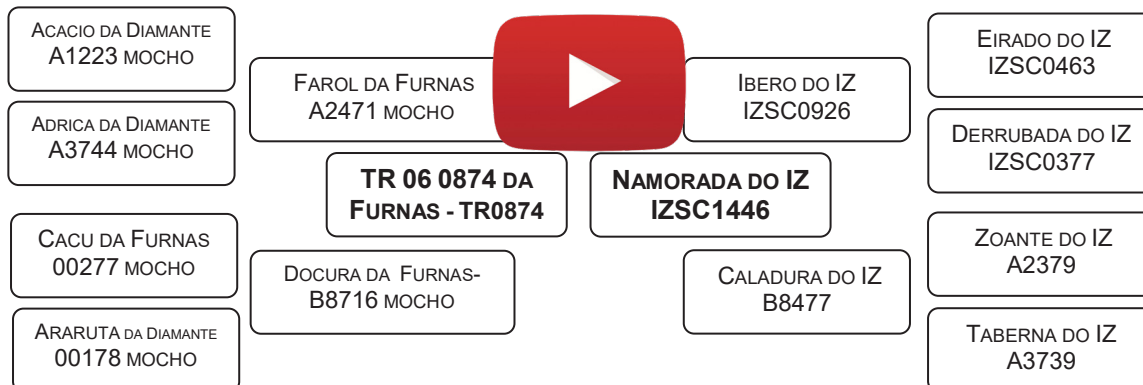 Acacio da Diamante
A1223 mocho
Adrica da Diamante
A3744 mocho
Cacu da Furnas
00277 mocho
Araruta da Diamante
00178 mocho
Farol da Furnas
A2471 mocho
Docura da Furnas-
B8716 mocho
TR 06 0874 da
Furnas - TR0874
Namorada do IZ
IZSC1446
Ibero do IZ
IZSC0926
Caladura do IZ
B8477
Eirado do IZ
IZSC0463
Derrubada do IZ
IZSC0377
Zoante do IZ
A2379
Taberna do IZ
A3739